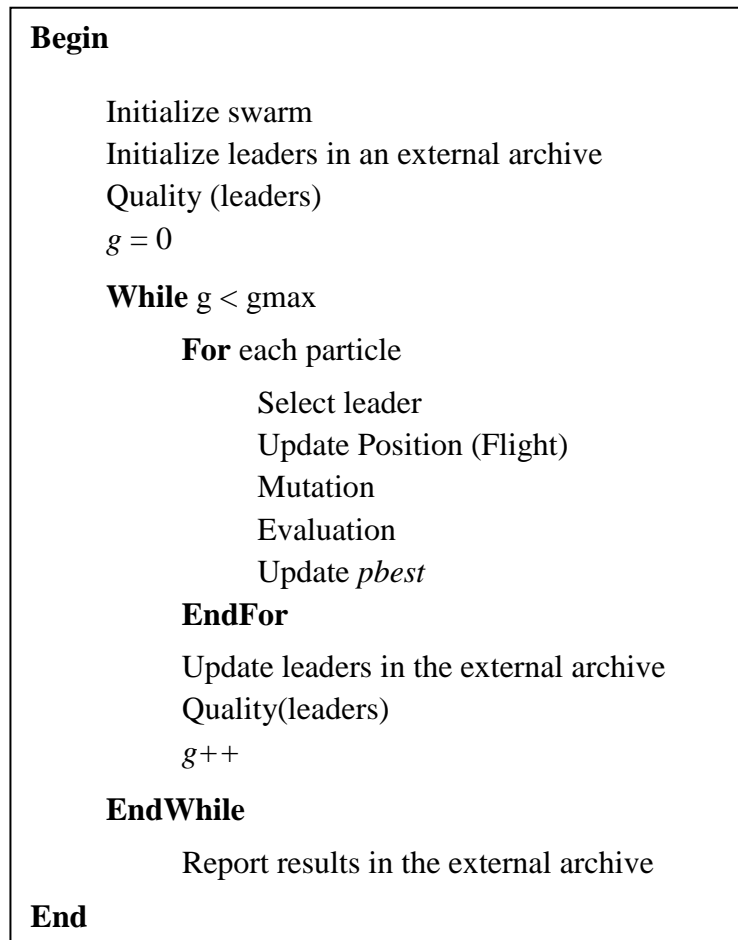 Begin
Initialize swarm
Initialize leaders in an external archive
Quality (leaders)
g = 0
While g < gmax
For each particle
Select leader
Update Position (Flight)
Mutation
Evaluation
Update pbest
EndFor
Update leaders in the external archive
Quality(leaders)
g++
EndWhile
Report results in the external archive
End